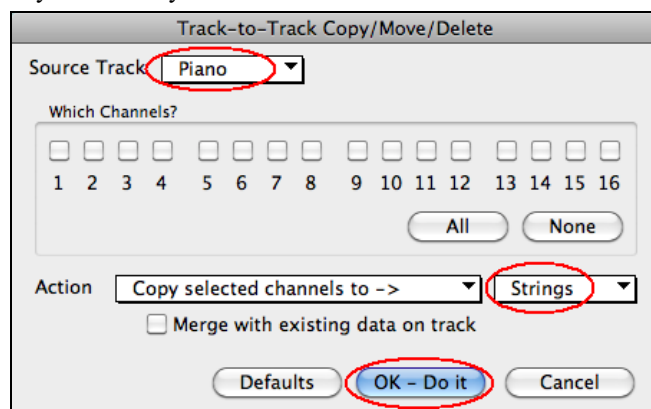 Track-to-Track Copy/Move/Delete
Source Track Piano
Which Channels?
1 2 3 4 5 6 7 8 9 10 11 12 13 14 15 16
All None
Action Copy selected channels to -> Strings
Merge with existing data on track
Defaults OK - Do it Cancel